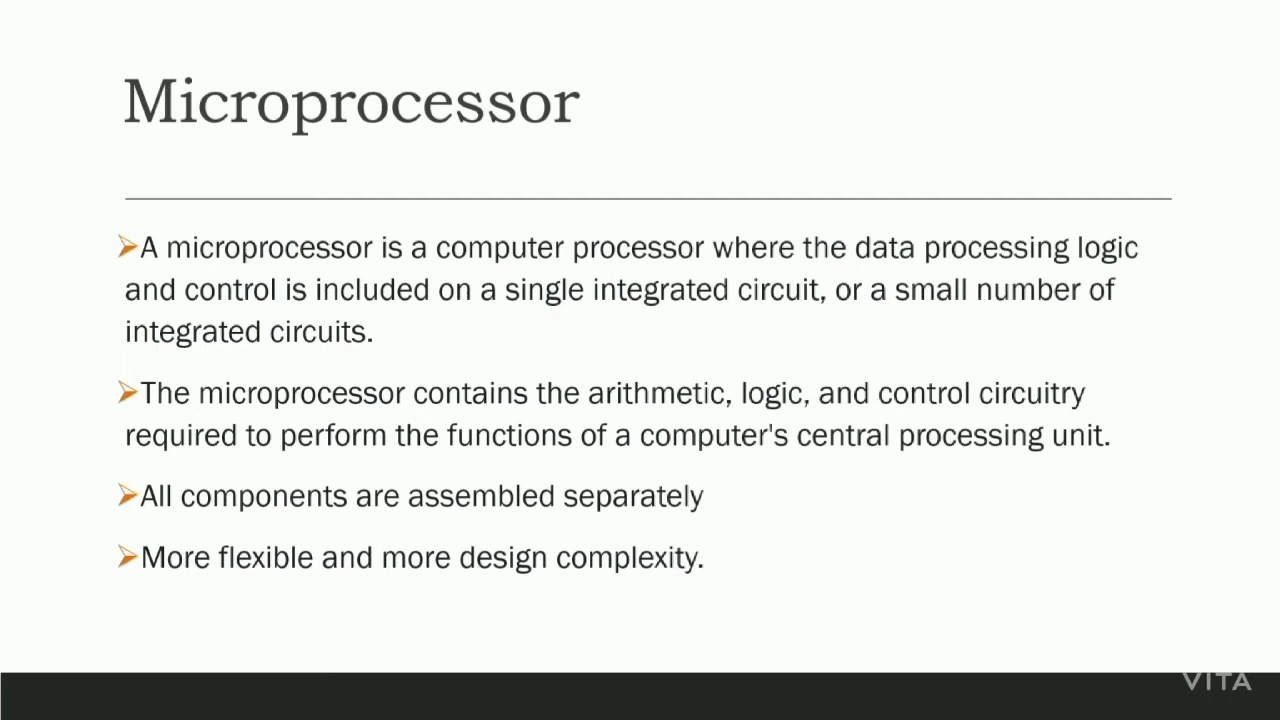 Microprocessor
➢A microprocessor is a computer processor where the data processing logic
and control is included on a single integrated circuit, or a small number of
integrated circuits.
➢The microprocessor contains the arithmetic, logic, and control circuitry
required to perform the functions of a computer's central processing unit.
➢All components are assembled separately
➢More flexible and more design complexity.
VITA